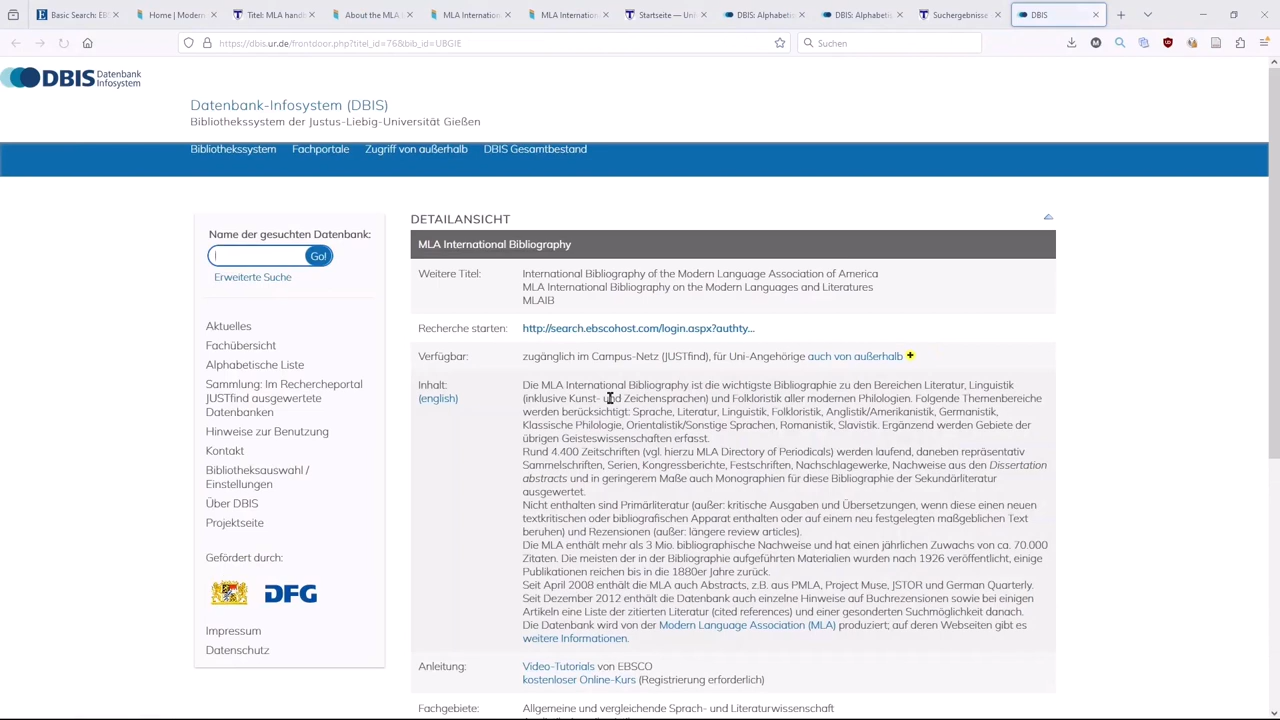 Basic Search: EB
Home | Modern
Titel: MLA handb
About the MLA
MLA Internation
MLA Internation
Startseite — Uni
DBIS: Alphabeti
DBIS: Alphabetis
Suchergebnisse
DBIS
https://dbis.ur.de/frontdoor.php?titel_id=76&bib_id=UBGIE
Suchen
DBIS Datenbank
Infosystem
Datenbank-Infosystem (DBIS)
Bibliothekssystem der Justus-Liebig-Universität Gießen
Bibliothekssystem Fachportale Zugriff von außerhalb DBIS Gesamtbestand
Name der gesuchten Datenbank:
Go!
Erweiterte Suche
Aktuelles
Fachübersicht
Alphabetische Liste
Sammlung: Im Rechercheportal
JUSTfind ausgewertete
Datenbanken
Hinweise zur Benutzung
Kontakt
Bibliotheksauswahl /
Einstellungen
Über DBIS
Projektseite
Gefördert durch:
DFG
Impressum
Datenschutz
DETAILANSICHT
MLA International Bibliography
Weitere Titel: International Bibliography of the Modern Language Association of America
MLA International Bibliography on the Modern Languages and Literatures
MLAIB
Recherche starten: http://search.ebscohost.com/login.aspx?authty...
Verfügbar: zugänglich im Campus-Netz (JUSTfind), für Uni-Angehörige auch von außerhalb +
Inhalt: Die MLA International Bibliography ist die wichtigste Bibliographie zu den Bereichen Literatur, Linguistik
(english) (inklusive Kunst- und Zeichensprachen) und Folkloristik aller modernen Philologien. Folgende Themenbereiche
werden berücksichtigt: Sprache, Literatur, Linguistik, Folkloristik, Anglistik/Amerikanistik, Germanistik,
Klassische Philologie, Orientalistik/Sonstige Sprachen, Romanistik, Slavistik. Ergänzend werden Gebiete der
übrigen Geisteswissenschaften erfasst.
Rund 4.400 Zeitschriften (vgl. hierzu MLA Directory of Periodicals) werden laufend, daneben repräsentativ
Sammelschriften, Serien, Kongressberichte, Festschriften, Nachschlagewerke, Nachweise aus den Dissertation
abstracts und in geringerem Maße auch Monographien für diese Bibliographie der Sekundärliteratur
ausgewertet.
Nicht enthalten sind Primärliteratur (außer: kritische Ausgaben und Übersetzungen, wenn diese einen neuen
textkritischen oder bibliografischen Apparat enthalten oder auf einem neu festgelegten maßgeblichen Text
beruhen) und Rezensionen (außer: längere review articles).
Die MLA enthält mehr als 3 Mio. bibliographische Nachweise und hat einen jährlichen Zuwachs von ca. 70.000
Zitaten. Die meisten der in der Bibliographie aufgeführten Materialien wurden nach 1926 veröffentlicht, einige
Publikationen reichen bis in die 1880er Jahre zurück.
Seit April 2008 enthält die MLA auch Abstracts, z.B. aus PMLA, Project Muse, JSTOR und German Quarterly.
Seit Dezember 2012 enthält die Datenbank auch einzelne Hinweise auf Buchrezensionen sowie bei einigen
Artikeln eine Liste der zitierten Literatur (cited references) und einer gesonderten Suchmöglichkeit danach.
Die Datenbank wird von der Modern Language Association (MLA) produziert; auf deren Webseiten gibt es
weitere Informationen.
Anleitung: Video-Tutorials von EBSCO
kostenloser Online-Kurs (Registrierung erforderlich)
Fachgebiete: Allgemeine und vergleichende Sprach- und Literaturwissenschaft